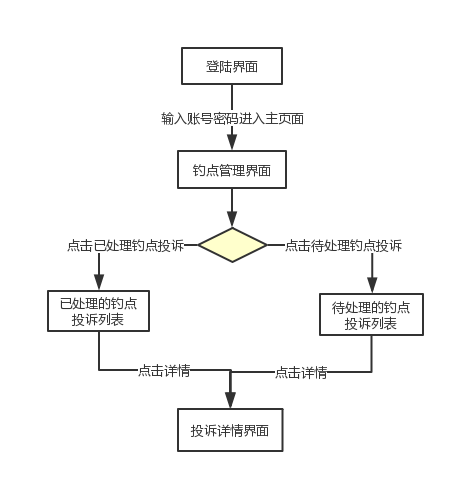 登陆界面
输入账号密码进入主页面
钓点管理界面
点击已处理钓点投诉
点击待处理钓点投诉
已处理的钓点
投诉列表
待处理的钓点
投诉列表
点击详情
点击详情
投诉详情界面